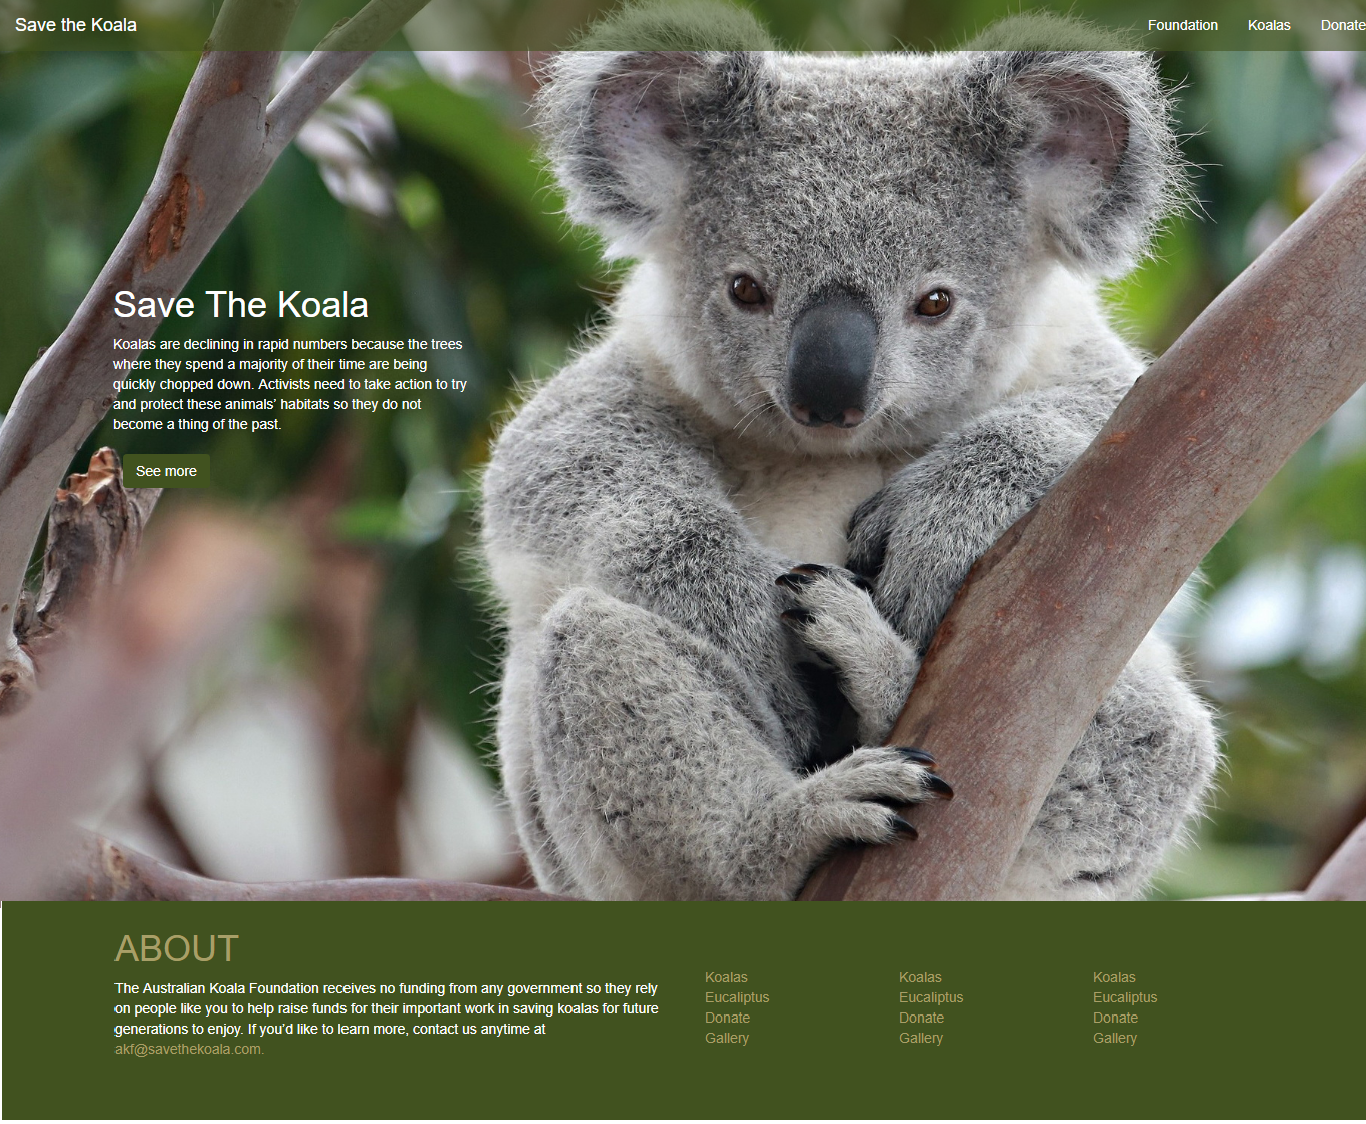 Save the Koala
Foundation Koalas Donate
Save The Koala
Koalas are declining in rapid numbers because the trees
where they spend a majority of their time are being
quickly chopped down. Activists need to take action to try
and protect these animals’ habitats so they do not
become a thing of the past.
See more
ABOUT
The Australian Koala Foundation receives no funding from any government so they rely
on people like you to help raise funds for their important work in saving koalas for future
generations to enjoy. If you’d like to learn more, contact us anytime at
akf@savethekoala.com.
Koalas
Eucaliptus
Donate
Gallery
Koalas
Eucaliptus
Donate
Gallery
Koalas
Eucaliptus
Donate
Gallery